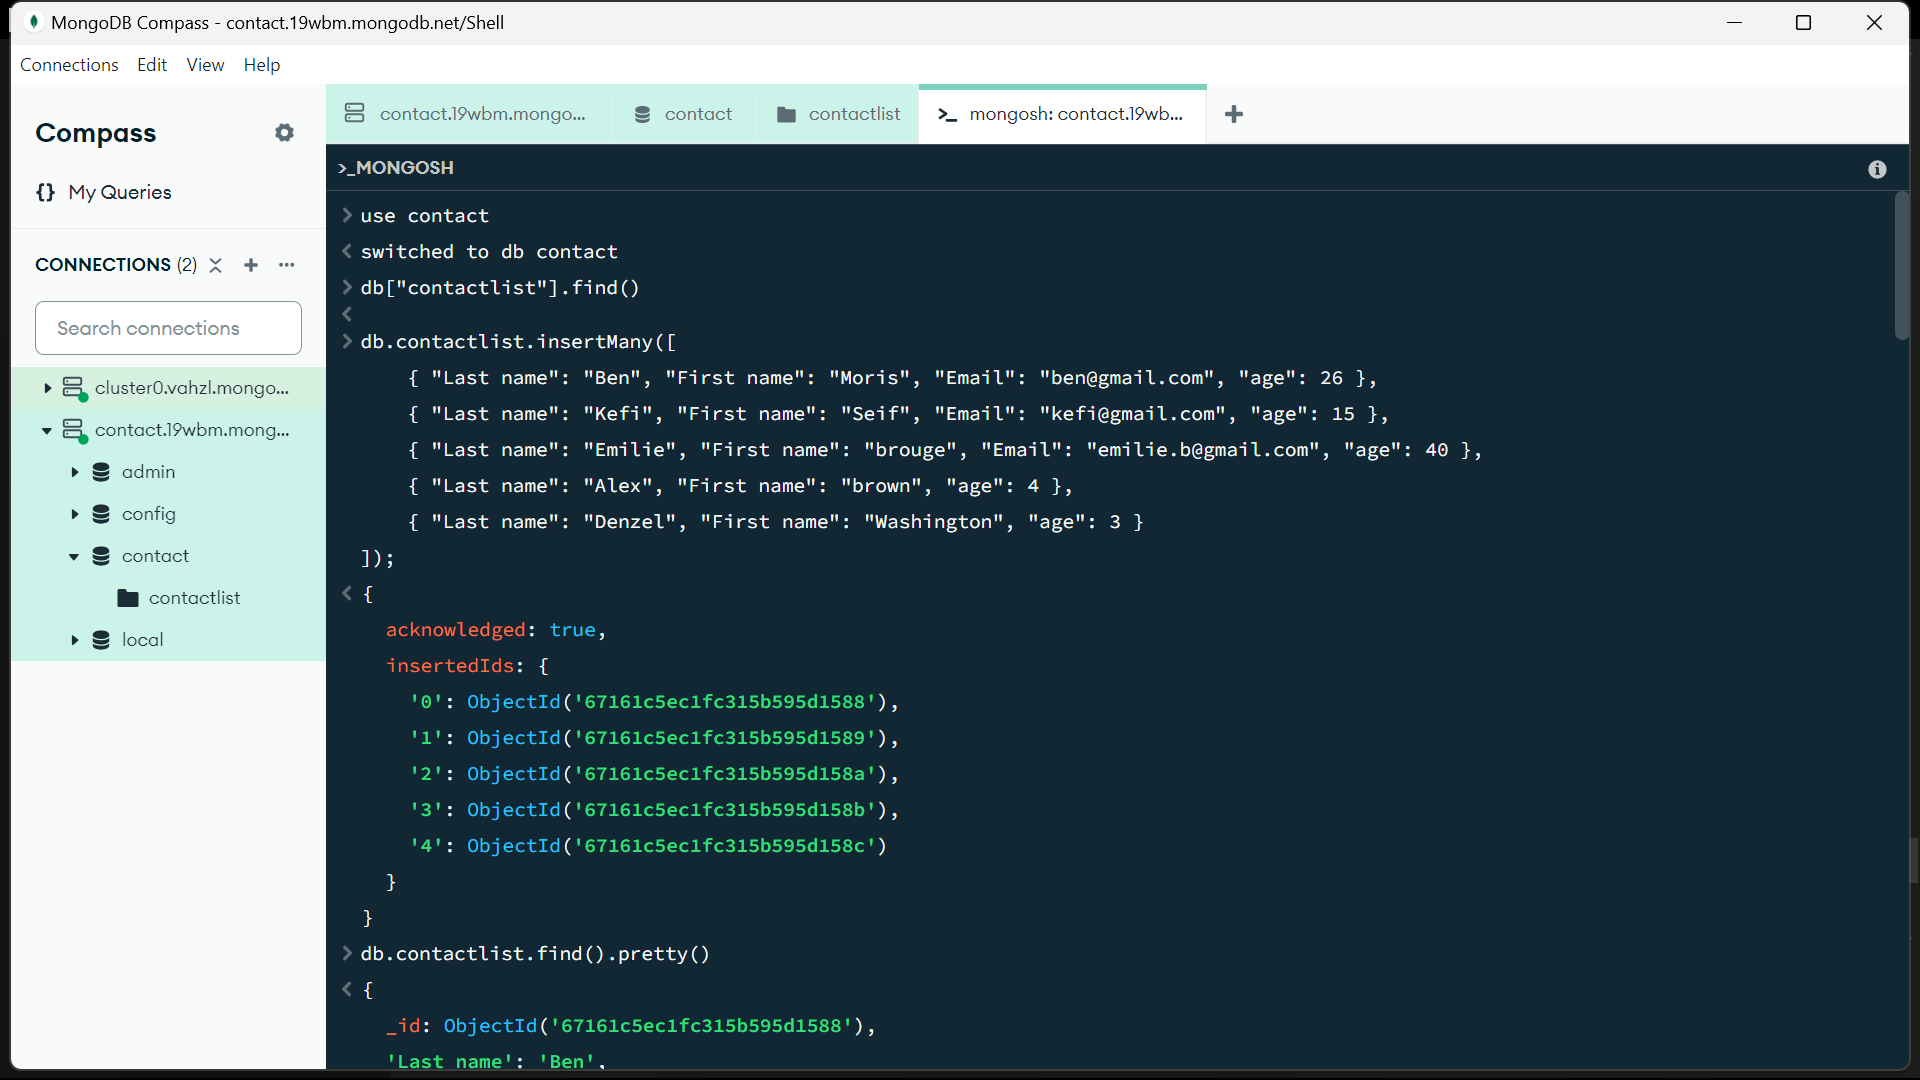 MongoDB Compass - contact.19wbm.mongodb.net/Shell
Connections Edit View Help
Compass
{} My Queries
CONNECTIONS (2)
Search connections
cluster0.vahzl.mongo...
contact.19wbm.mong...
admin
config
contact
contactlist
local
contact.19wbm.mongo... contact contactlist >_ mongosh: contact.19wb... +
>_MONGOSH
> use contact
< switched to db contact
> db["contactlist"].find()
<
> db.contactlist.insertMany([
{ "Last name": "Ben", "First name": "Moris", "Email": "ben@gmail.com", "age": 26 },
{ "Last name": "Kefi", "First name": "Seif", "Email": "kefi@gmail.com", "age": 15 },
{ "Last name": "Emilie", "First name": "brouge", "Email": "emilie.b@gmail.com", "age": 40 },
{ "Last name": "Alex", "First name": "brown", "age": 4 },
{ "Last name": "Denzel", "First name": "Washington", "age": 3 }
]);
< {
acknowledged: true,
insertedIds: {
'0': ObjectId('67161c5ec1fc315b595d1588'),
'1': ObjectId('67161c5ec1fc315b595d1589'),
'2': ObjectId('67161c5ec1fc315b595d158a'),
'3': ObjectId('67161c5ec1fc315b595d158b'),
'4': ObjectId('67161c5ec1fc315b595d158c')
}
}
> db.contactlist.find().pretty()
< {
_id: ObjectId('67161c5ec1fc315b595d1588'),
'Last name': 'Ben',